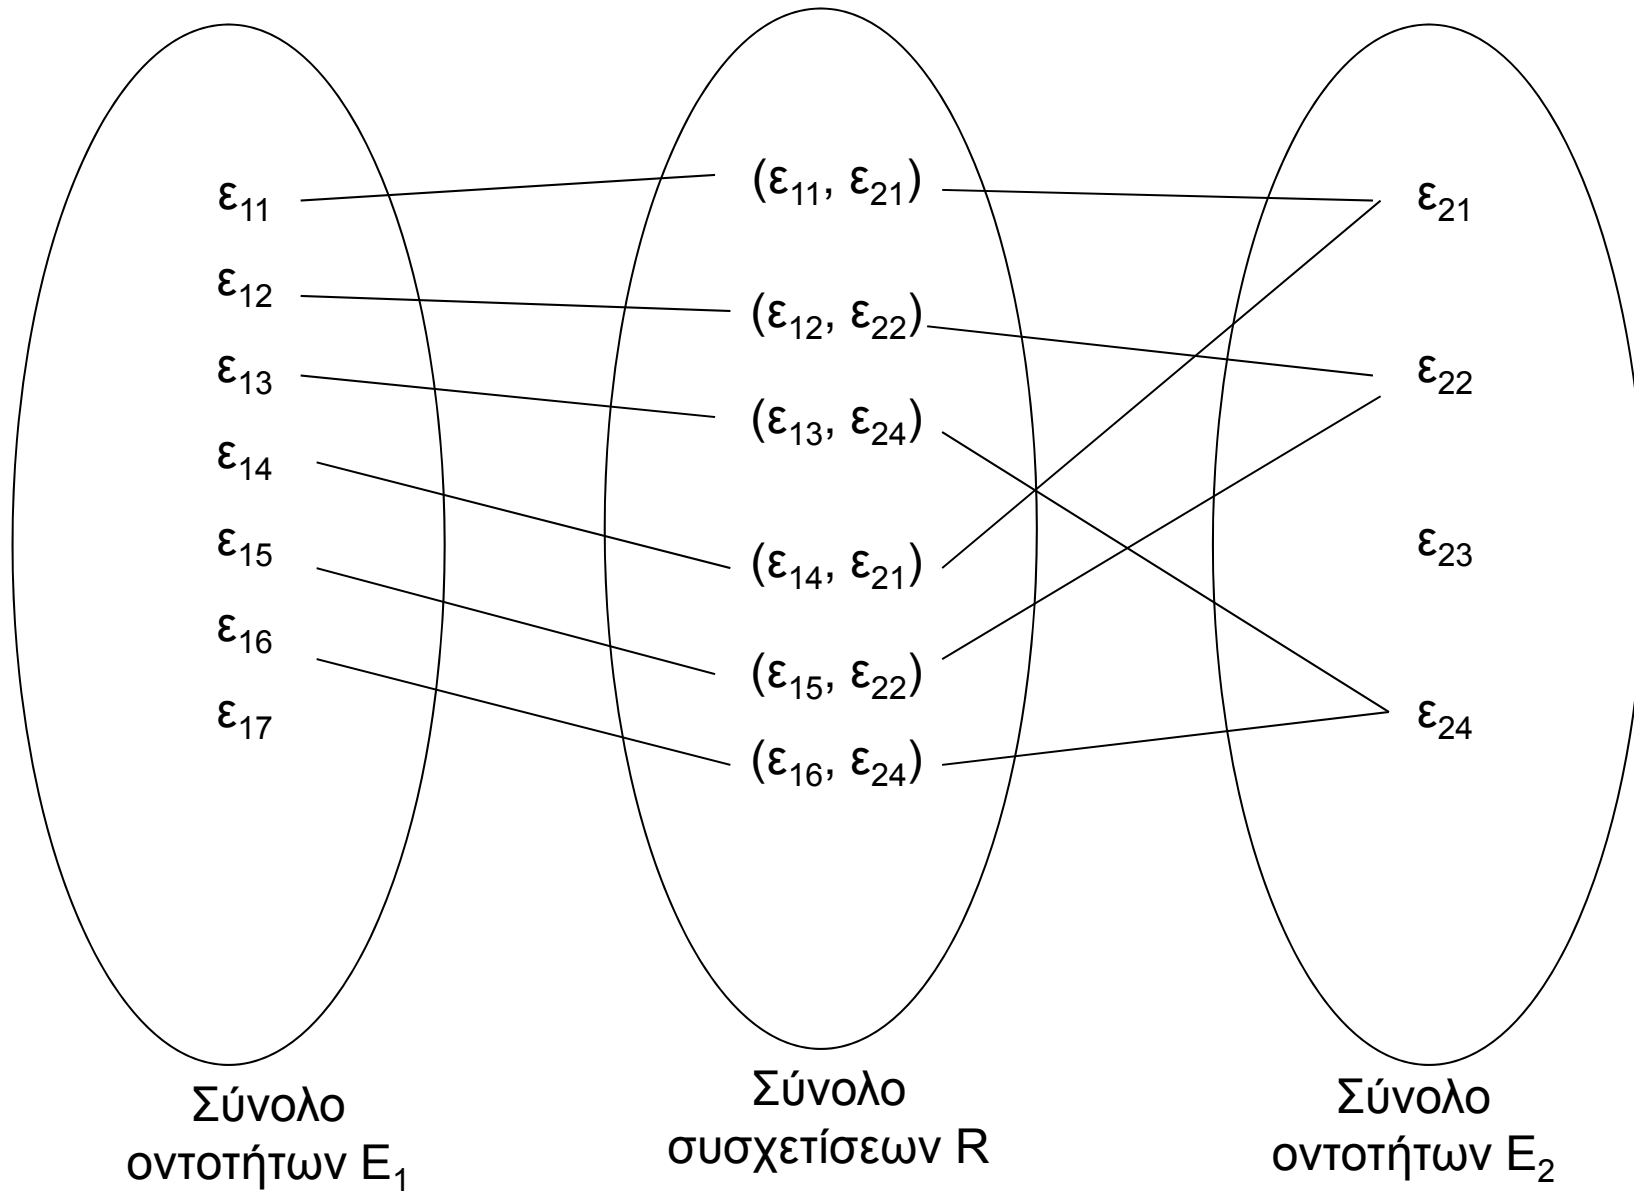 ε₁₁
ε₁₂
ε₁₃
ε₁₄
ε₁₅
ε₁₆
ε₁₇
(ε₁₁, ε₂₁)
(ε₁₂, ε₂₂)
(ε₁₃, ε₂₄)
(ε₁₄, ε₂₁)
(ε₁₅, ε₂₂)
(ε₁₆, ε₂₄)
ε₂₁
ε₂₂
ε₂₃
ε₂₄
Σύνολο
οντοτήτων E₁
Σύνολο
συσχετίσεων R
Σύνολο
οντοτήτων E₂